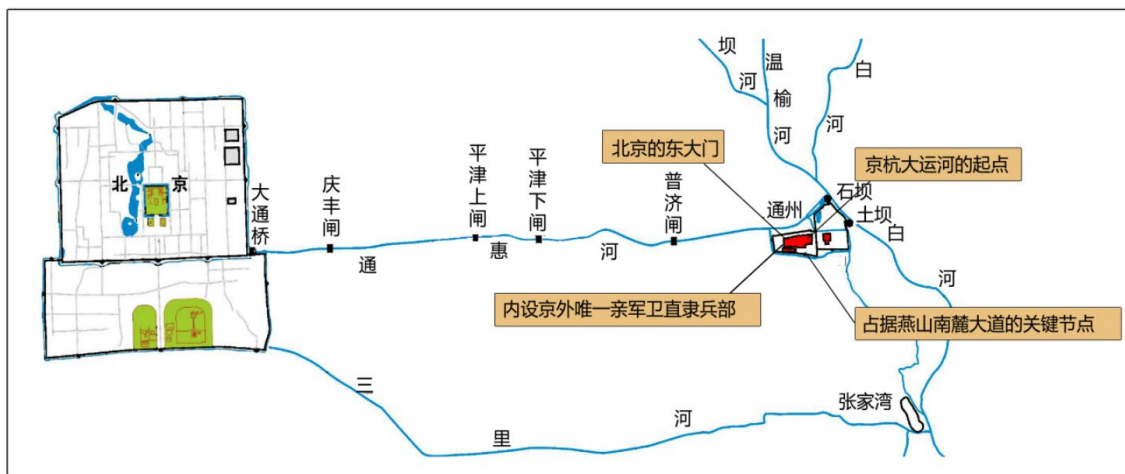 坝河
温榆河
白河
北京的东大门
京杭大运河的起点
北京
大通桥
庆丰闸
平津上闸
平津下闸
普济闸
通州
石坝
土坝
白河
通惠河
内设京外唯一亲军卫直隶兵部
占据燕山南麓大道的关键节点
三里河
张家湾